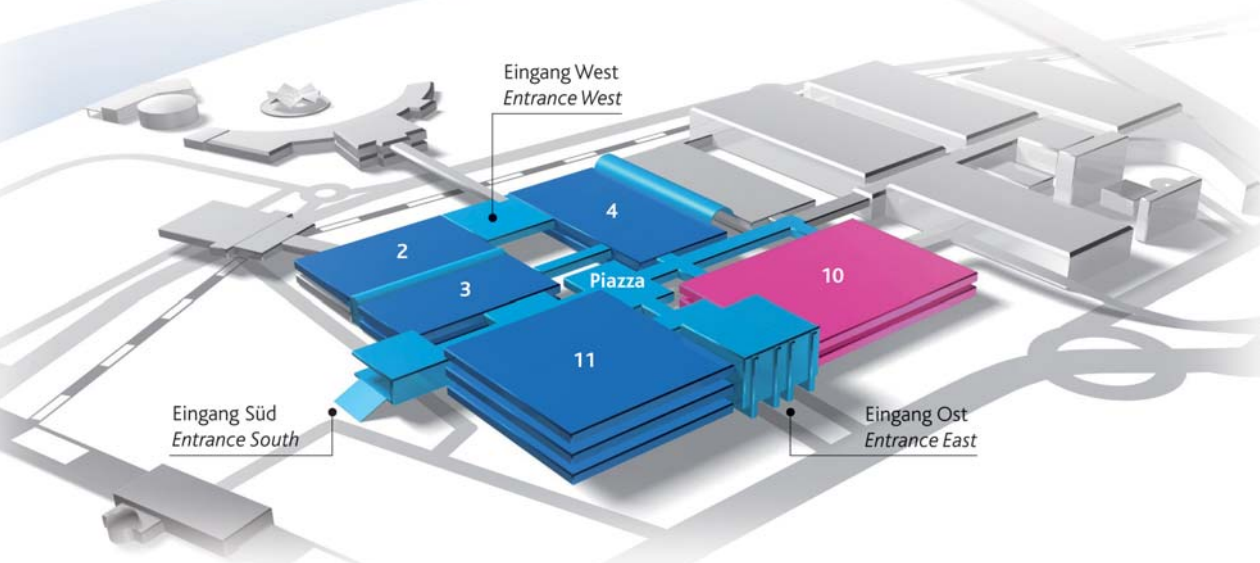 Eingang West
Entrance West
4
2
3
Piazza
10
11
Eingang Süd
Entrance South
Eingang Ost
Entrance East